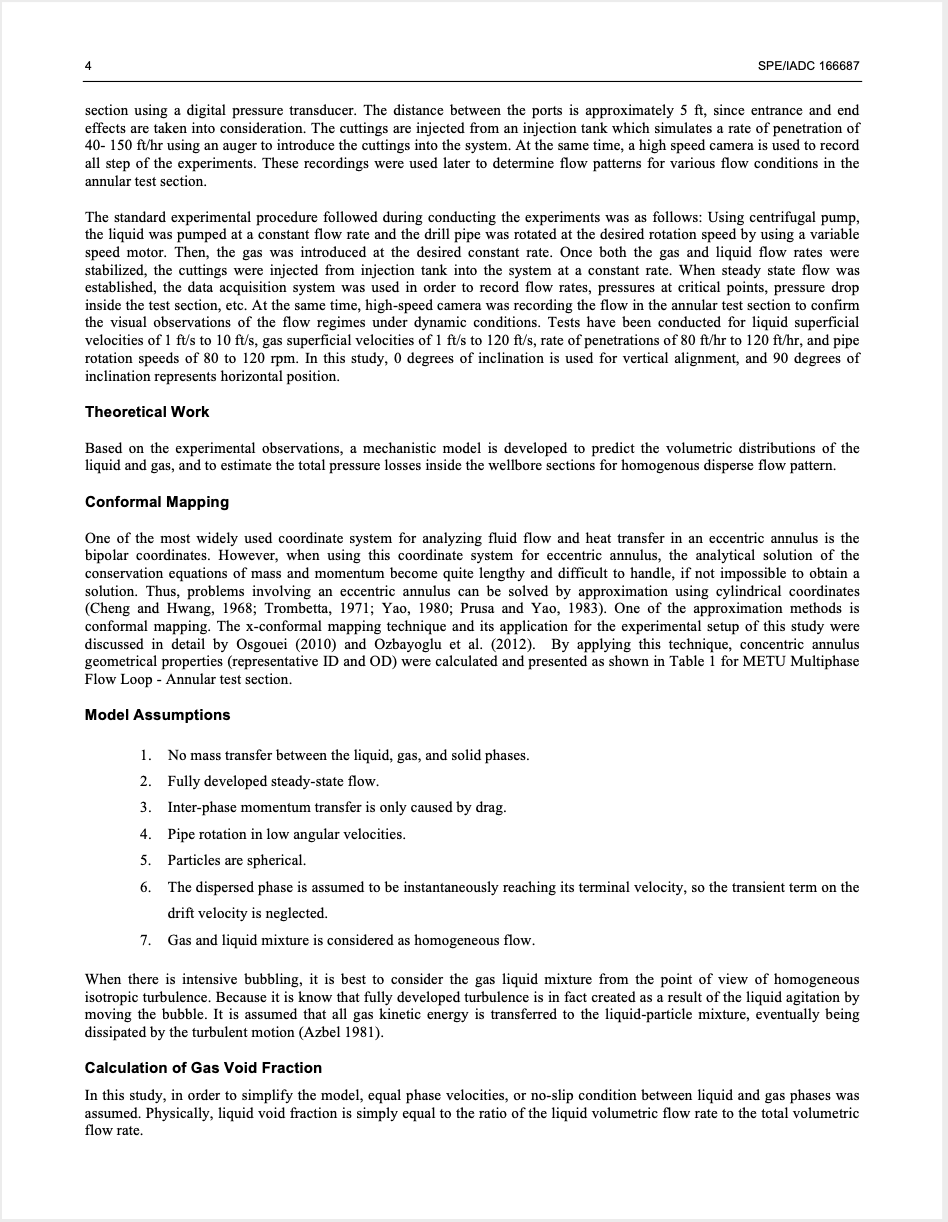 4
SPE/IADC 166687
section using a digital pressure transducer. The distance between the ports is approximately 5 ft, since entrance and end
effects are taken into consideration. The cuttings are injected from an injection tank which simulates a rate of penetration of
40- 150 ft/hr using an auger to introduce the cuttings into the system. At the same time, a high speed camera is used to record
all step of the experiments. These recordings were used later to determine flow patterns for various flow conditions in the
annular test section.
The standard experimental procedure followed during conducting the experiments was as follows: Using centrifugal pump,
the liquid was pumped at a constant flow rate and the drill pipe was rotated at the desired rotation speed by using a variable
speed motor. Then, the gas was introduced at the desired constant rate. Once both the gas and liquid flow rates were
stabilized, the cuttings were injected from injection tank into the system at a constant rate. When steady state flow was
established, the data acquisition system was used in order to record flow rates, pressures at critical points, pressure drop
inside the test section, etc. At the same time, high-speed camera was recording the flow in the annular test section to confirm
the visual observations of the flow regimes under dynamic conditions. Tests have been conducted for liquid superficial
velocities of 1 ft/s to 10 ft/s, gas superficial velocities of 1 ft/s to 120 ft/s, rate of penetrations of 80 ft/hr to 120 ft/hr, and pipe
rotation speeds of 80 to 120 rpm. In this study, 0 degrees of inclination is used for vertical alignment, and 90 degrees of
inclination represents horizontal position.
Theoretical Work
Based on the experimental observations, a mechanistic model is developed to predict the volumetric distributions of the
liquid and gas, and to estimate the total pressure losses inside the wellbore sections for homogenous disperse flow pattern.
Conformal Mapping
One of the most widely used coordinate system for analyzing fluid flow and heat transfer in an eccentric annulus is the
bipolar coordinates. However, when using this coordinate system for eccentric annulus, the analytical solution of the
conservation equations of mass and momentum become quite lengthy and difficult to handle, if not impossible to obtain a
solution. Thus, problems involving an eccentric annulus can be solved by approximation using cylindrical coordinates
(Cheng and Hwang, 1968; Trombetta, 1971; Yao, 1980; Prusa and Yao, 1983). One of the approximation methods is
conformal mapping. The x-conformal mapping technique and its application for the experimental setup of this study were
discussed in detail by Osgouei (2010) and Ozbayoglu et al. (2012).  By applying this technique, concentric annulus
geometrical properties (representative ID and OD) were calculated and presented as shown in Table 1 for METU Multiphase
Flow Loop - Annular test section.
Model Assumptions
1. No mass transfer between the liquid, gas, and solid phases.
2. Fully developed steady-state flow.
3. Inter-phase momentum transfer is only caused by drag.
4. Pipe rotation in low angular velocities.
5. Particles are spherical.
6. The dispersed phase is assumed to be instantaneously reaching its terminal velocity, so the transient term on the
drift velocity is neglected.
7. Gas and liquid mixture is considered as homogeneous flow.
When there is intensive bubbling, it is best to consider the gas liquid mixture from the point of view of homogeneous
isotropic turbulence. Because it is know that fully developed turbulence is in fact created as a result of the liquid agitation by
moving the bubble. It is assumed that all gas kinetic energy is transferred to the liquid-particle mixture, eventually being
dissipated by the turbulent motion (Azbel 1981).
Calculation of Gas Void Fraction
In this study, in order to simplify the model, equal phase velocities, or no-slip condition between liquid and gas phases was
assumed. Physically, liquid void fraction is simply equal to the ratio of the liquid volumetric flow rate to the total volumetric
flow rate.